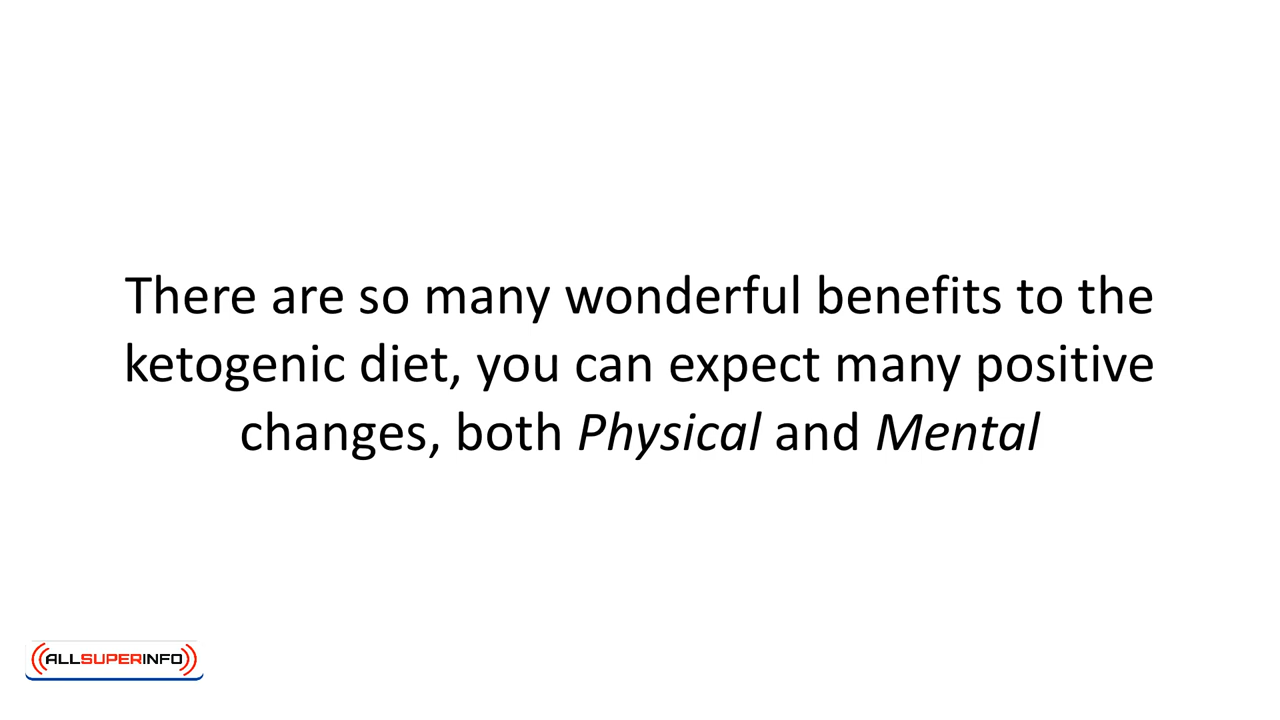 There are so many wonderful benefits to the
ketogenic diet, you can expect many positive
changes, both Physical and Mental
ALLSUPERINFO